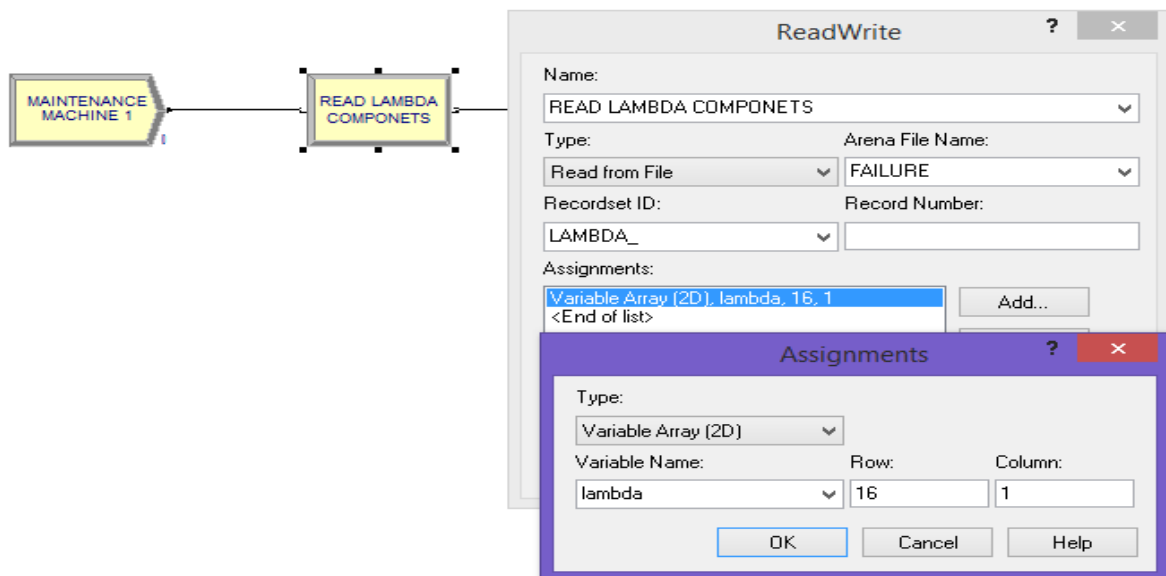 MAINTENANCE
MACHINE 1
READ LAMBDA
COMPONETS
ReadWrite
?
Name:
READ LAMBDA COMPONETS
Type:
Arena File Name:
Read from File
FAILURE
Recordset ID:
Record Number:
LAMBDA_
Assignments:
Variable Array (2D), lambda, 16, 1
<End of list>
Add...
Assignments
?
Type:
Variable Array (2D)
Variable Name:
Row:
Column:
lambda
16
1
OK
Cancel
Help